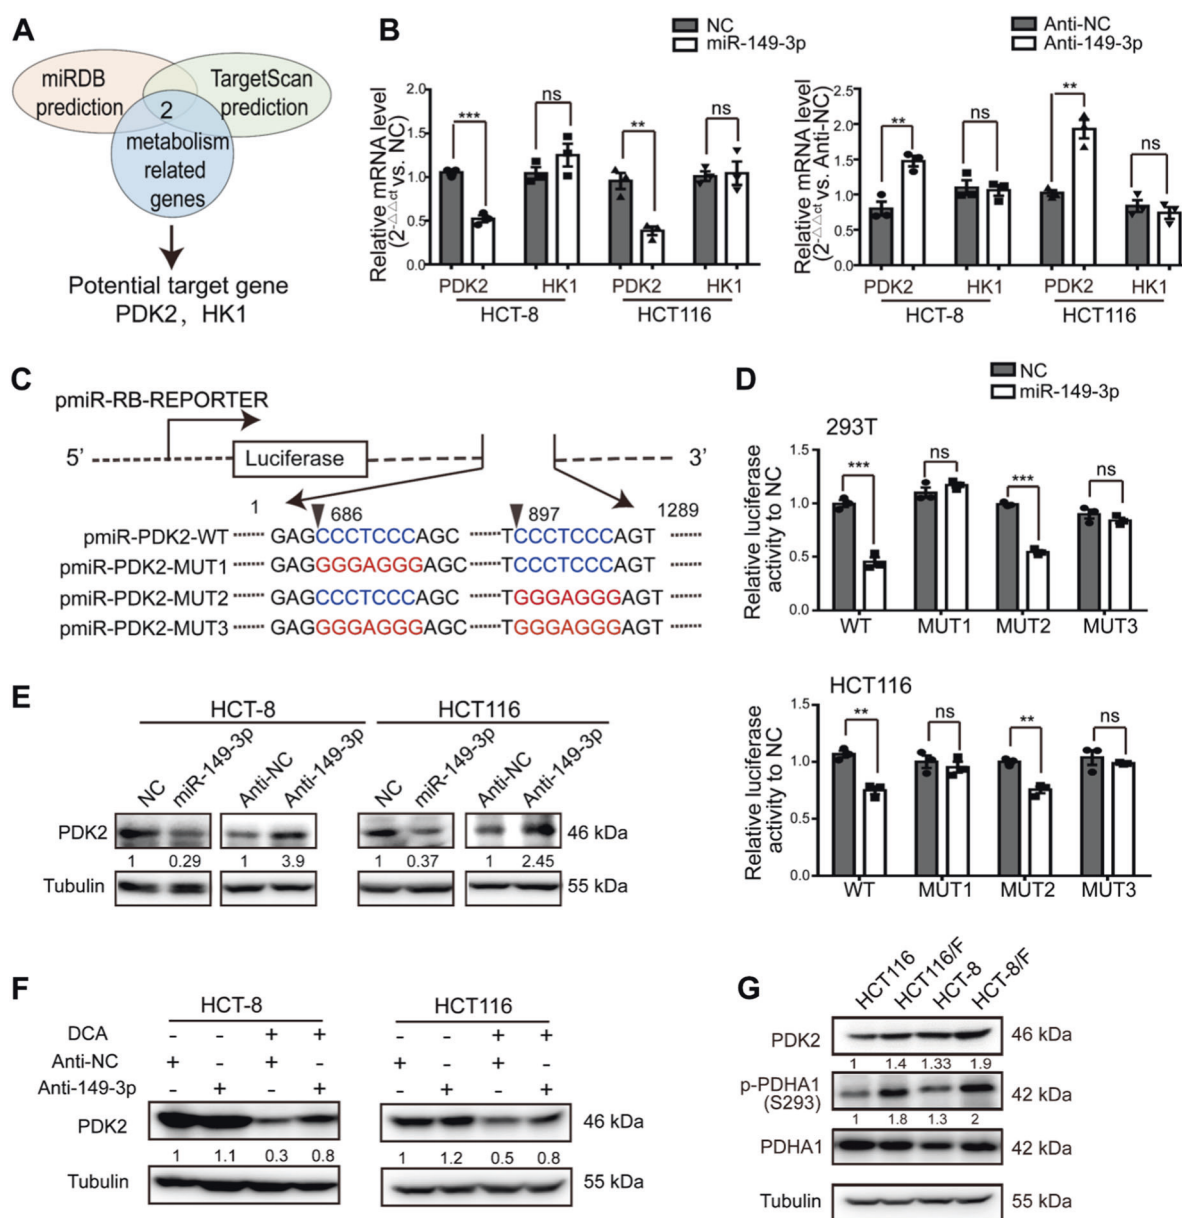 A
miRDB
prediction
TargetScan
prediction
2
metabolism
related
genes
Potential target gene
PDK2, HK1
B
NC
miR-149-3p
Relative mRNA level
(2-△△ct vs. NC)
2.0
1.5
1.0
0.5
0.0
*** ns ** ns
PDK2 HK1 PDK2 HK1
HCT-8 HCT116
Anti-NC
Anti-149-3p
Relative mRNA level
(2-△△ct vs. Anti-NC)
2.5
2.0
1.5
1.0
0.5
0.0
** ns ** ns
PDK2 HK1 PDK2 HK1
HCT-8 HCT116
C
pmiR-RB-REPORTER
5' Luciferase 3'
1 686 897 1289
pmiR-PDK2-WT ······ GAGCCCTCCCAGC ······ TCCCTCCCAGT ······
pmiR-PDK2-MUT1 ······ GAGGGGAGGGAGC ······ TCCCTCCCAGT ······
pmiR-PDK2-MUT2 ······ GAGCCCTCCCAGC ······ TGGGAGGGAGT ······
pmiR-PDK2-MUT3 ······ GAGGGGAGGGAGC ······ TGGGAGGGAGT ······
D
NC
miR-149-3p
293T
Relative luciferase
activity to NC
1.5
1.0
0.5
0.0
*** ns *** ns
WT MUT1 MUT2 MUT3
HCT116
Relative luciferase
activity to NC
1.5
1.0
0.5
0.0
** ns ** ns
WT MUT1 MUT2 MUT3
E
HCT-8 HCT116
NC miR-149-3p Anti-NC Anti-149-3p NC miR-149-3p Anti-NC Anti-149-3p
PDK2 46 kDa
1 0.29 1 3.9 1 0.37 1 2.45
Tubulin 55 kDa
F
HCT-8 HCT116
DCA - - + + - - + +
Anti-NC + - + - + - + -
Anti-149-3p - + - + - + - +
PDK2 46 kDa
1 1.1 0.3 0.8 1 1.2 0.5 0.8
Tubulin 55 kDa
G
HCT116 HCT116/F HCT-8 HCT-8/F
PDK2 46 kDa
1 1.4 1.33 1.9
p-PDHA1
(S293) 42 kDa
1 1.8 1.3 2
PDHA1 42 kDa
Tubulin 55 kDa